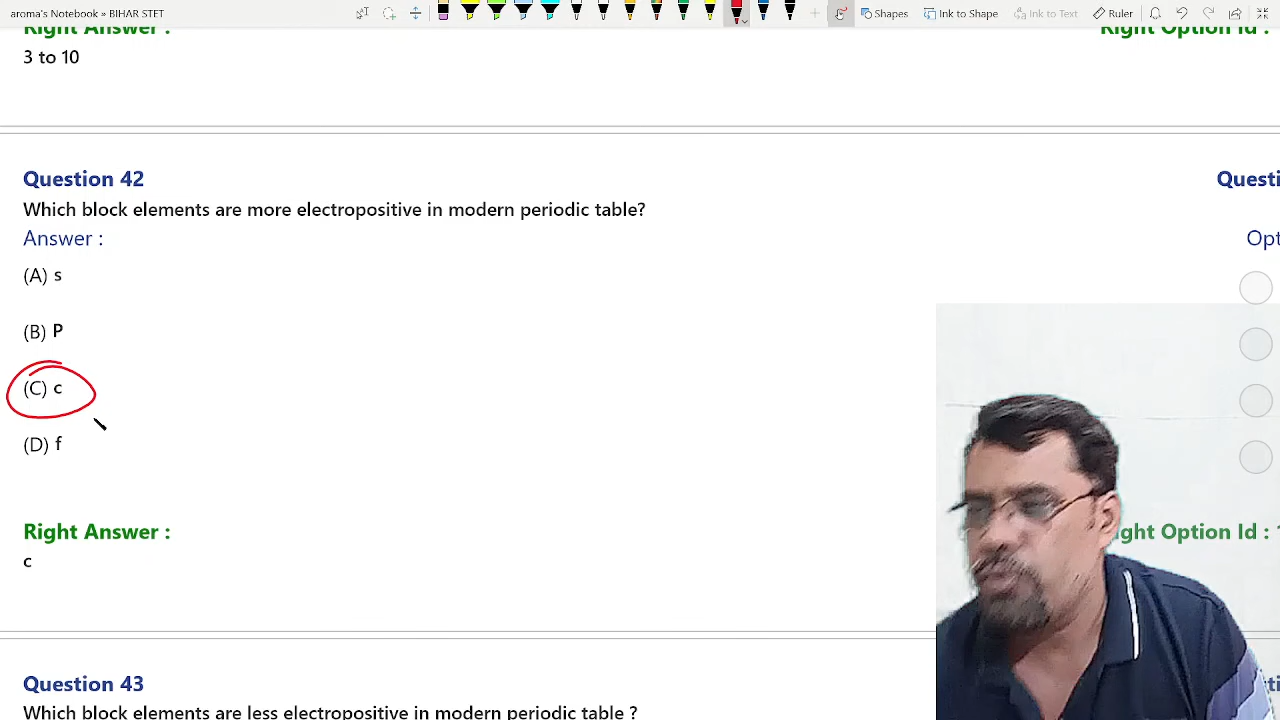 aroma's Notebook » BIHAR STET
Shapes
Ink to Shape
Ink to Text
Ruler
Right Answer :
Right Option Id :
3 to 10
Question 42
Questi
Which block elements are more electropositive in modern periodic table?
Answer :
Opt
(A) s
(B) P
(C) c
(D) f
Right Answer :
ght Option Id :
c
Question 43
Which block elements are less electropositive in modern periodic table ?